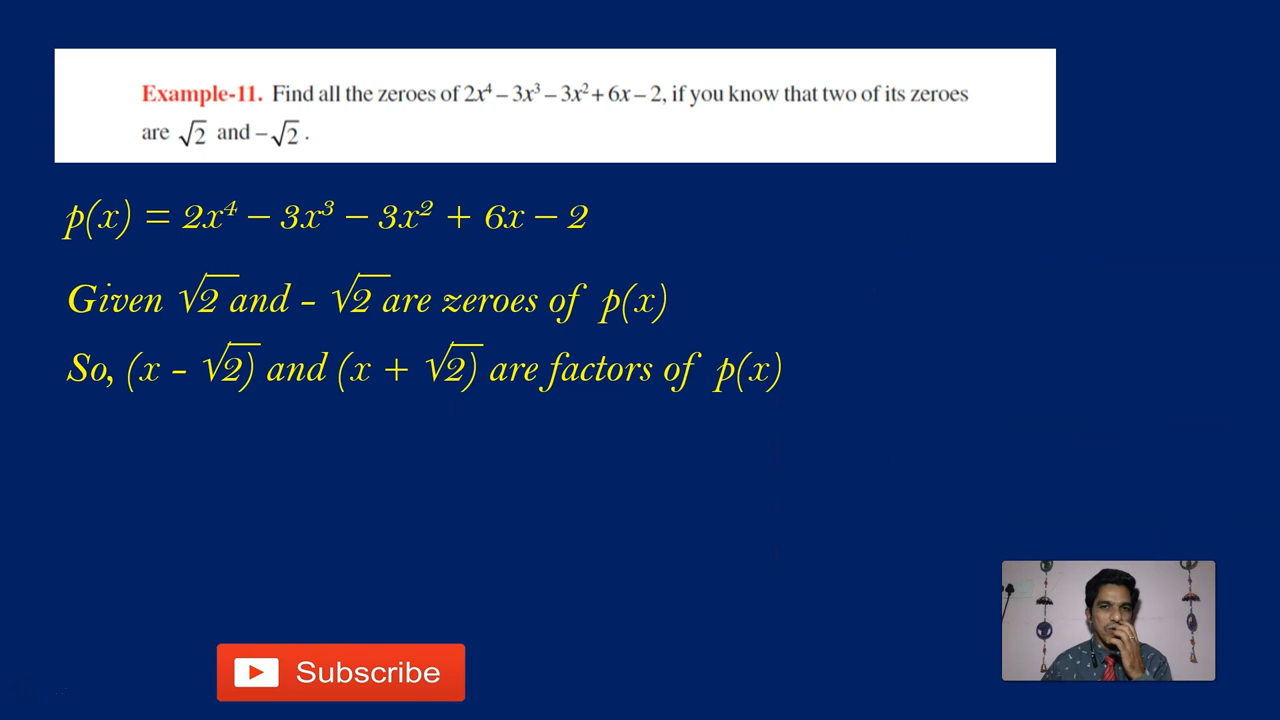 Example-11. Find all the zeroes of 2x⁴ – 3x³ – 3x² + 6x – 2, if you know that two of its zeroes
are √2 and –√2 .
p(x) = 2x⁴ – 3x³ – 3x² + 6x – 2
Given √2 and - √2 are zeroes of p(x)
So, (x - √2) and (x + √2) are factors of p(x)
Subscribe